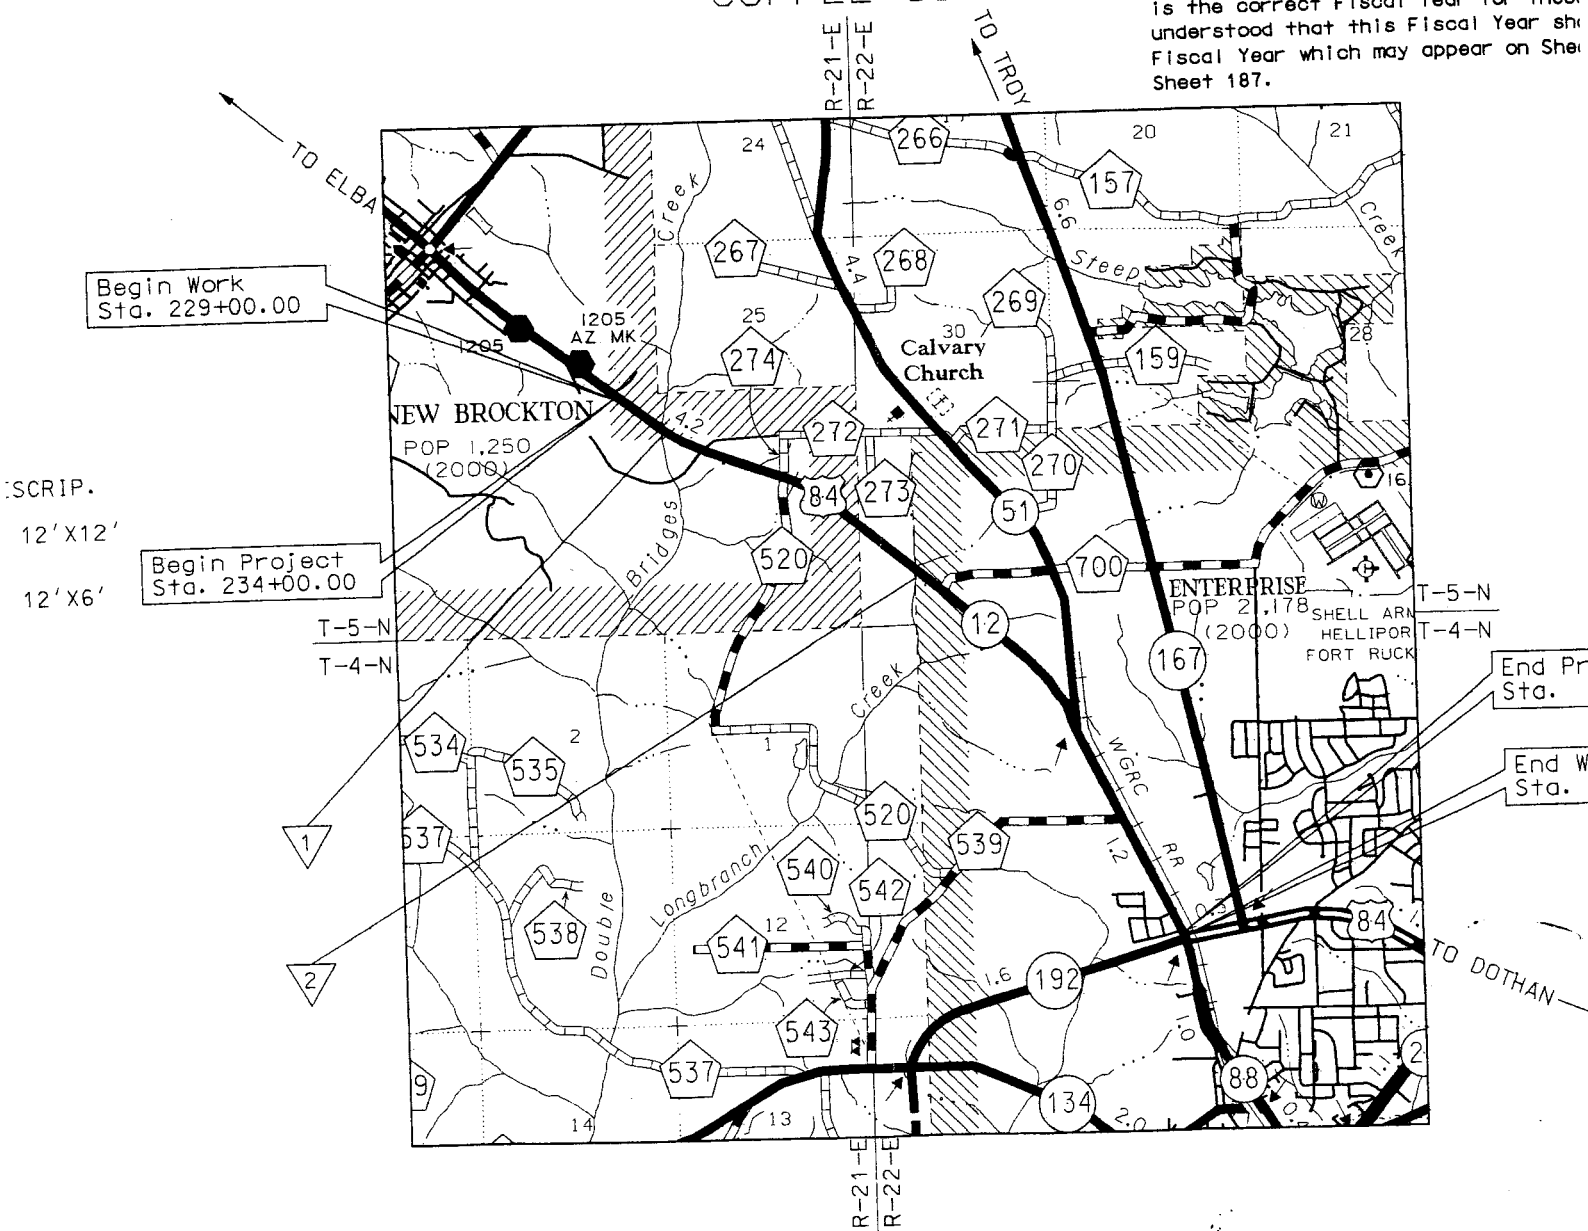 is the correct Fiscal Year for
understood that this Fiscal Year
Fiscal Year which may appear on
Sheet 187.
R-21-E
R-22-E
TO TROY
TO ELBA
24
266
20
21
157
Creek
6.6
Creek
267
268
4.4
Steep
269
Begin Work
Sta. 229+00.00
1205
AZ MK
1205
25
274
30
Calvary
Church
159
28
NEW BROCKTON
POP 1,250
(2000)
4.2
272
271
270
273
84
51
16
W
12'X12'
12'X6'
Begin Project
Sta. 234+00.00
Bridges
520
700
ENTERPRISE
POP 21,178
(2000)
SHELL
FORT
T-5-N
T-4-N
T-5-N
T-4-N
12
167
Creek
End
Sta.
534
2
535
1
WGRC
End
Sta.
1
537
520
539
1.2
RR
540
542
Longbranch
Double
538
12
541
0.3
84
TO DOTHAN
2
1.6
192
1.0
543
537
88
2
9
134
2.0
14
13
R-21-E
R-22-E